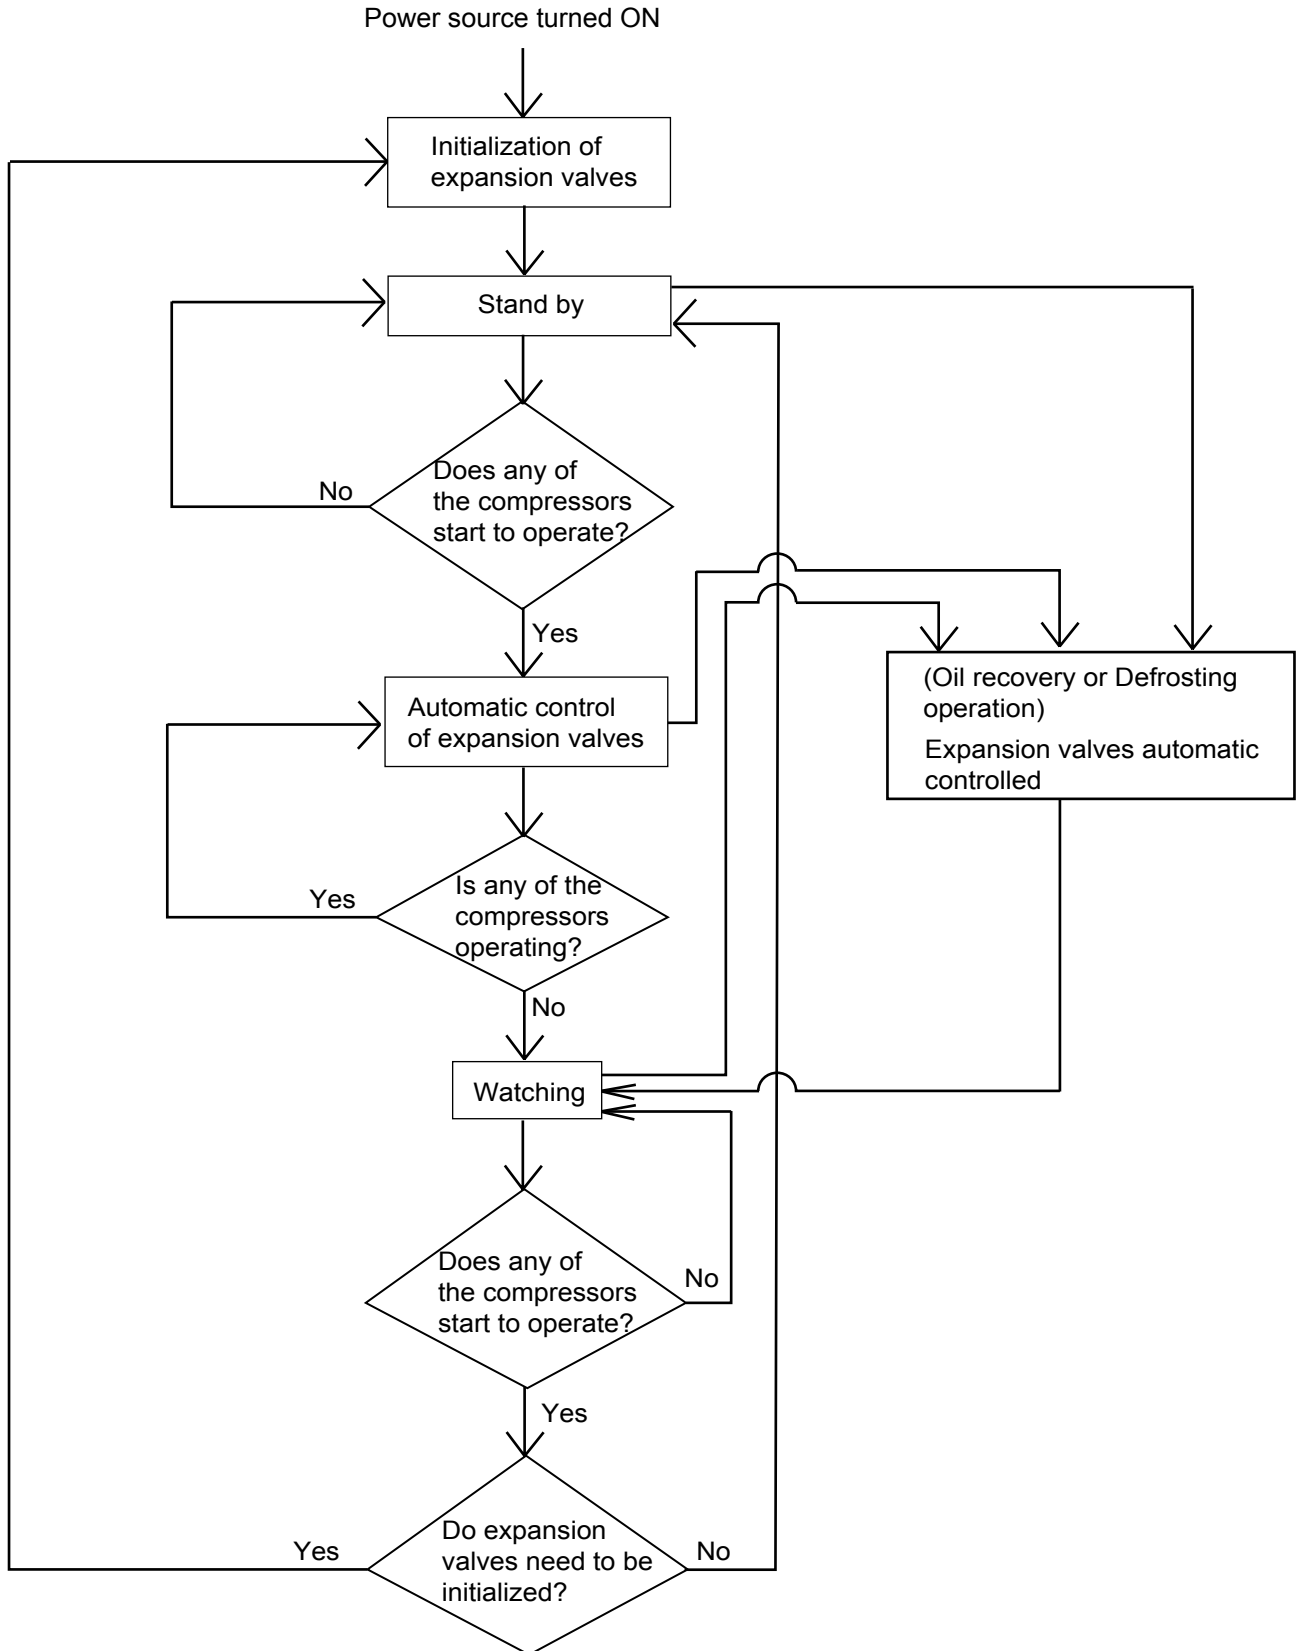 Power source turned ON
Initialization of
expansion valves
Stand by
Does any of
the compressors
start to operate?
No
Yes
Automatic control
of expansion valves
(Oil recovery or Defrosting
operation)
Expansion valves automatic
controlled
Is any of the
compressors
operating?
Yes
No
Watching
Does any of
the compressors
start to operate?
No
Yes
Do expansion
valves need to be
initialized?
Yes
No